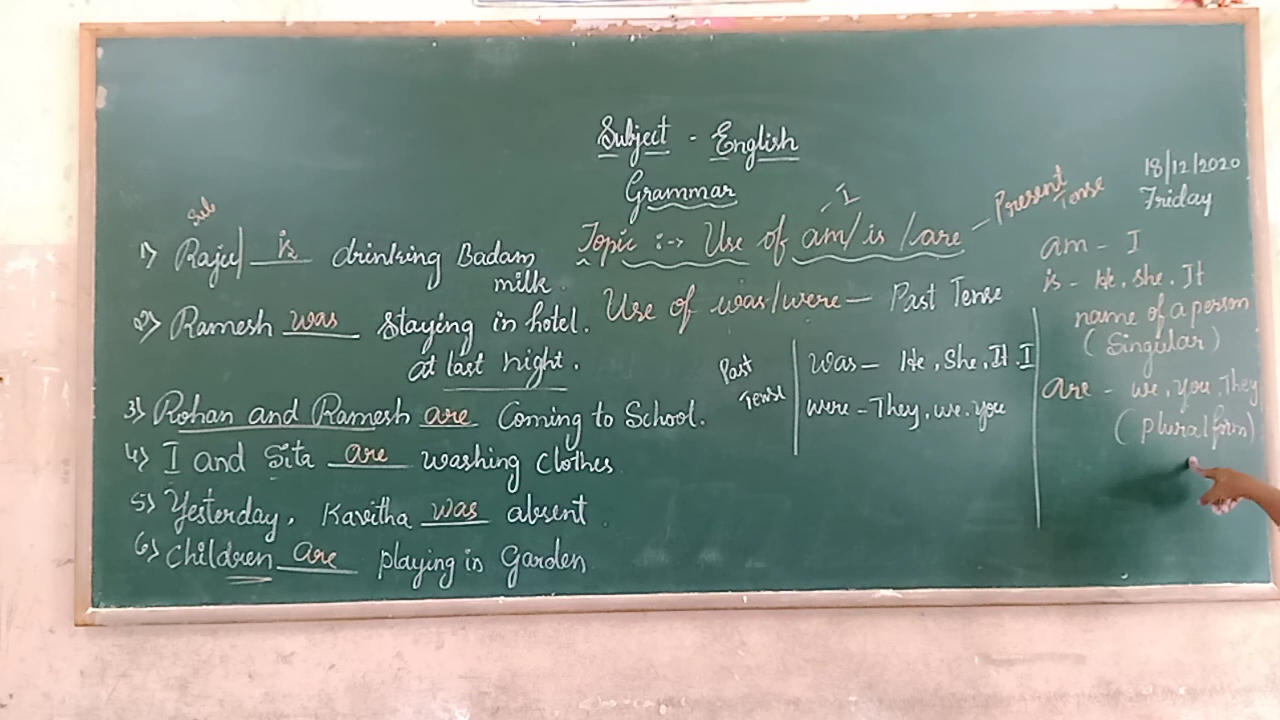 Subject - English
Grammar
18/12/2020
Friday
Topic :-> Use of am/is/are - Present Tense
I
Use of was/were - Past Tense
Sub
1) Raju is drinking Badam
milk.
2) Ramesh was staying in hotel.
at last night.
3) Rohan and Ramesh are Coming to School.
4) I and Sita are washing clothes.
5) Yesterday, Kavitha was absent.
6) Children are playing in Garden
Past Tense
was - He, She, It. I
were - They, we. you
am - I
is - He, she. It
name of a person
(Singular)
are - we, you, They
(plural form)